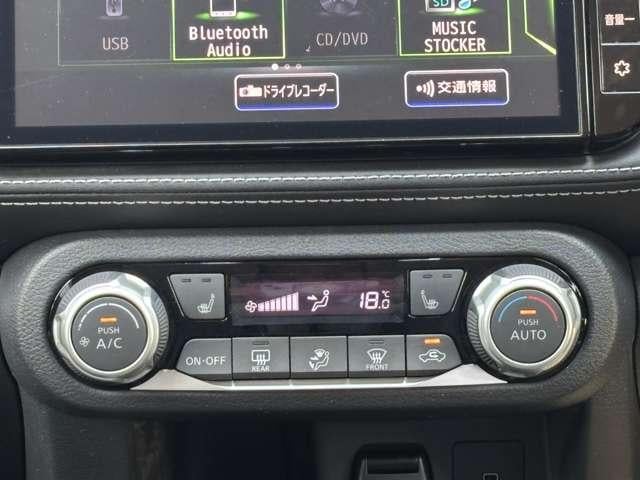 USB
Bluetooth
Audio
CD/DVD
SD
MUSIC
STOCKER
音量ー
ドライブレコーダー
交通情報
18.0 ℃
PUSH
A/C
ON·OFF
REAR
FRONT
PUSH
AUTO